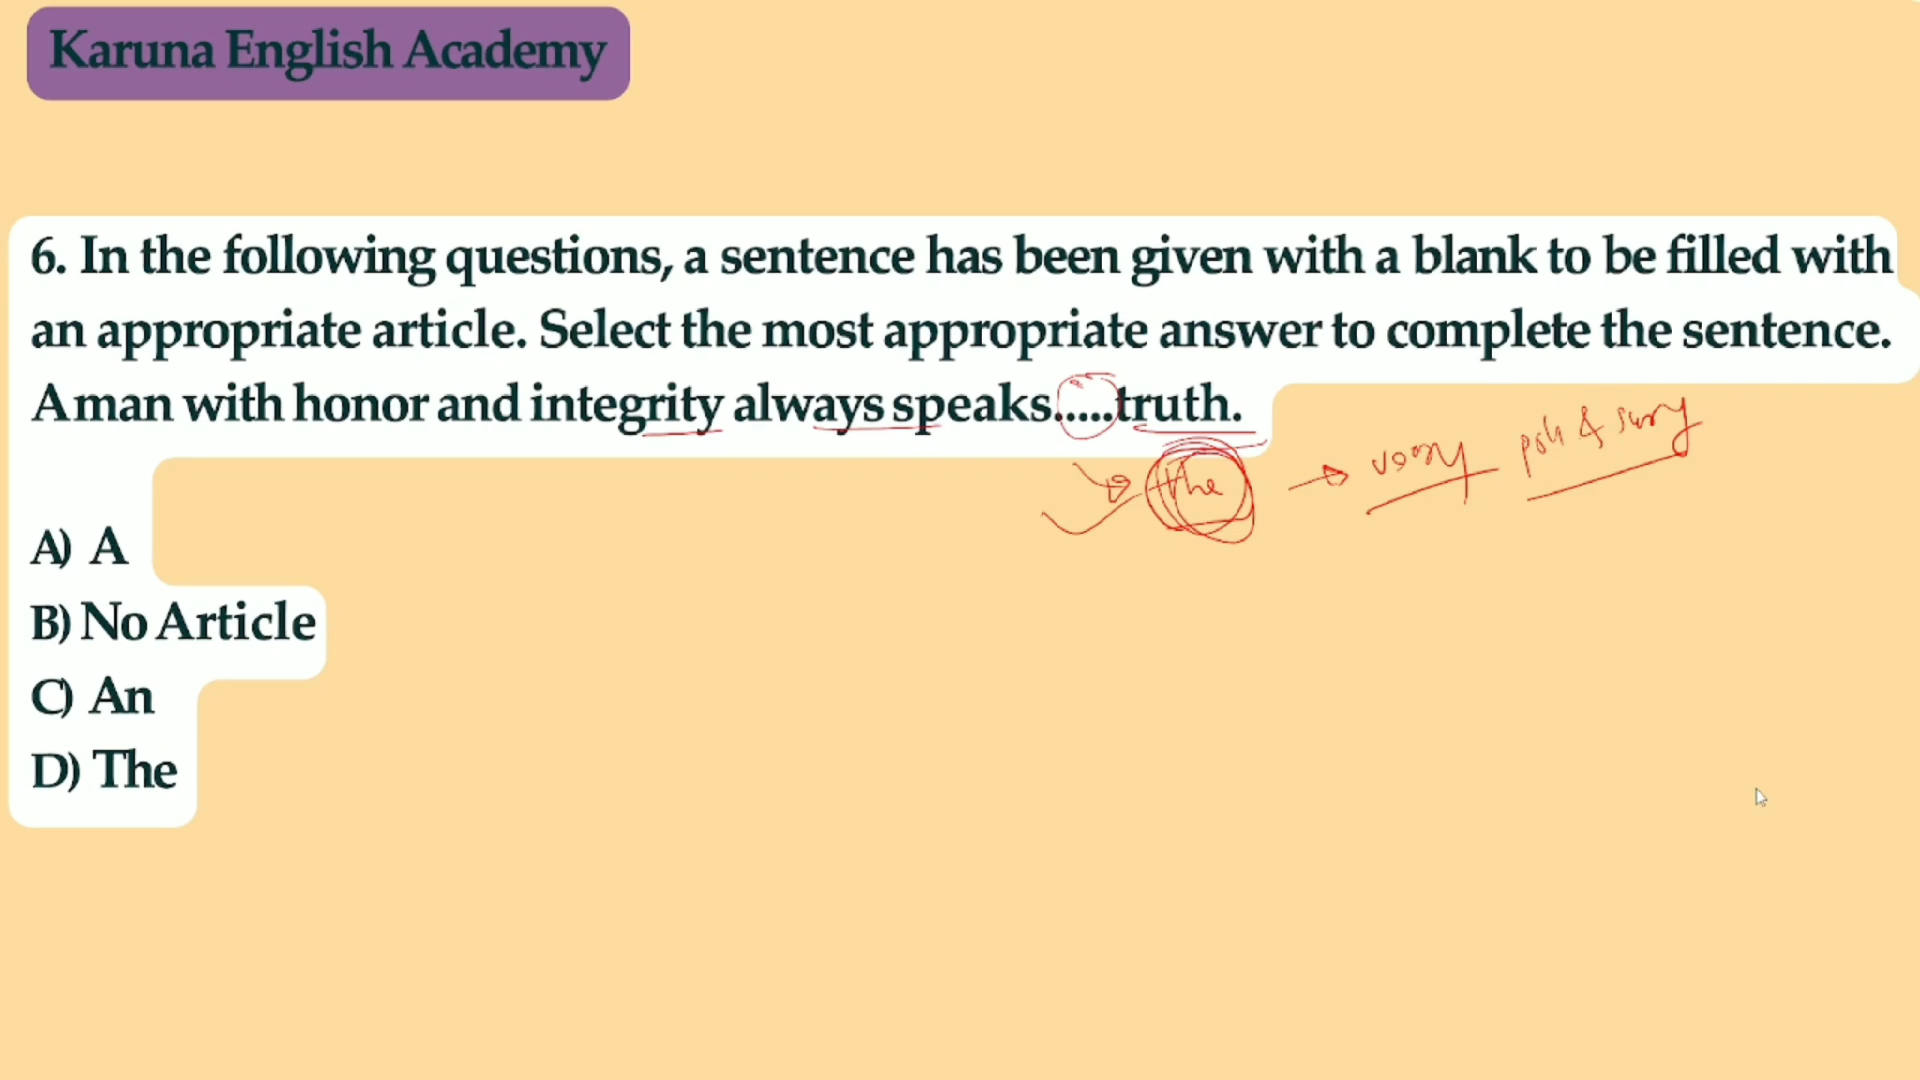 Karuna English Academy
6. In the following questions, a sentence has been given with a blank to be filled with
an appropriate article. Select the most appropriate answer to complete the sentence.
A man with honor and integrity always speaks.....truth.
the
A) A
B) No Article
C) An
D) The